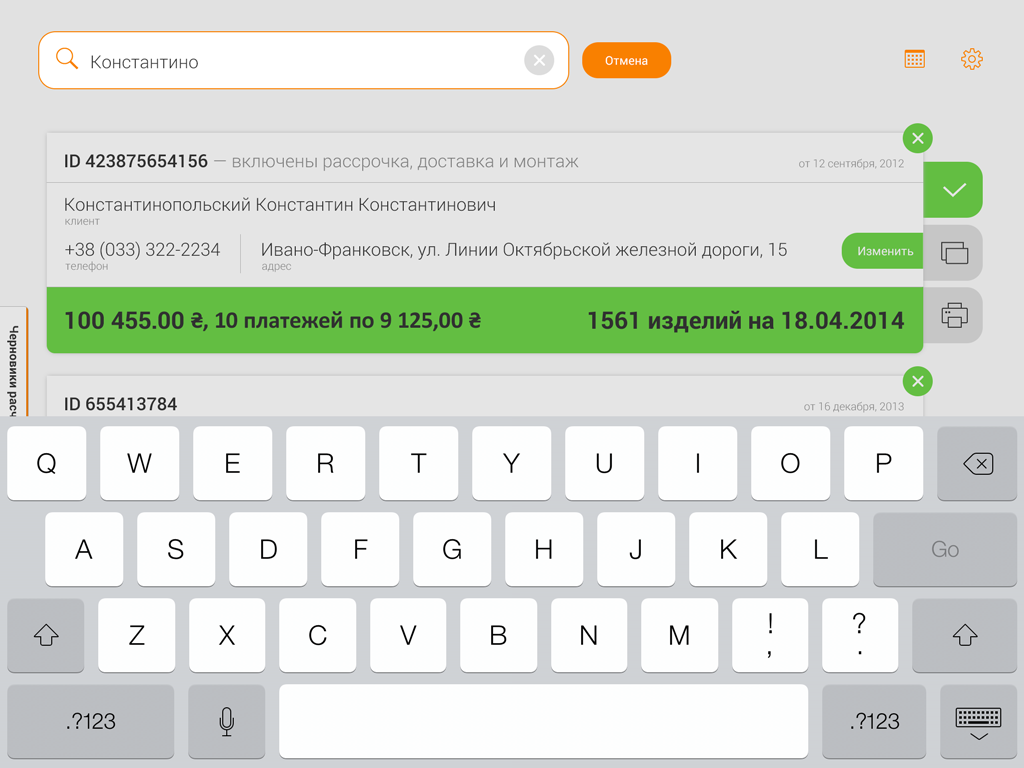 Константино
Отмена
ID 423875654156 — включены рассрочка, доставка и монтаж
от 12 сентября, 2012
Константинопольский Константин Константинович
клиент
+38 (033) 322-2234
телефон
Ивано-Франковск, ул. Линии Октябрьской железной дороги, 15
адрес
Изменить
100 455.00 ₴, 10 платежей по 9 125,00 ₴
1561 изделий на 18.04.2014
Черновики
ID 655413784
от 16 декабря, 2013
Q W E R T Y U I O P
A S D F G H J K L Go
Z X C V B N M ! , ? .
.?123 .?123